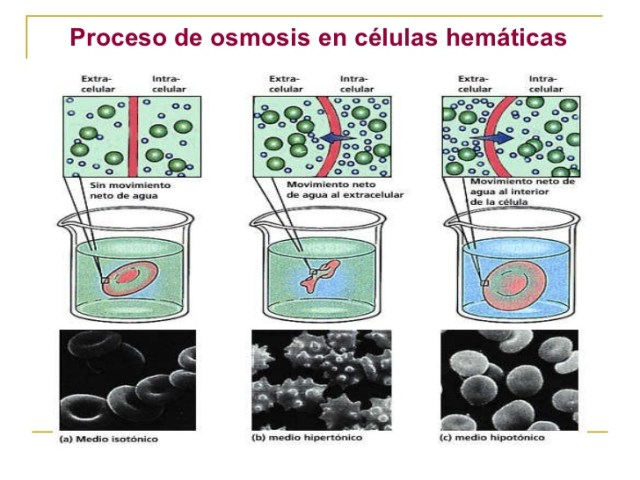 Proceso de osmosis en células hemáticas
Extra-
celular
Intra-
celular
Extra-
celular
Intra-
celular
Extra-
celular
Intra-
celular
Sin movimiento
neto de agua
Movimiento neto
de agua al extracelular
Movimiento neto de
agua al interior
de la célula
(a) Medio isotónico
(b) medio hipertónico
(c) medio hipotónico